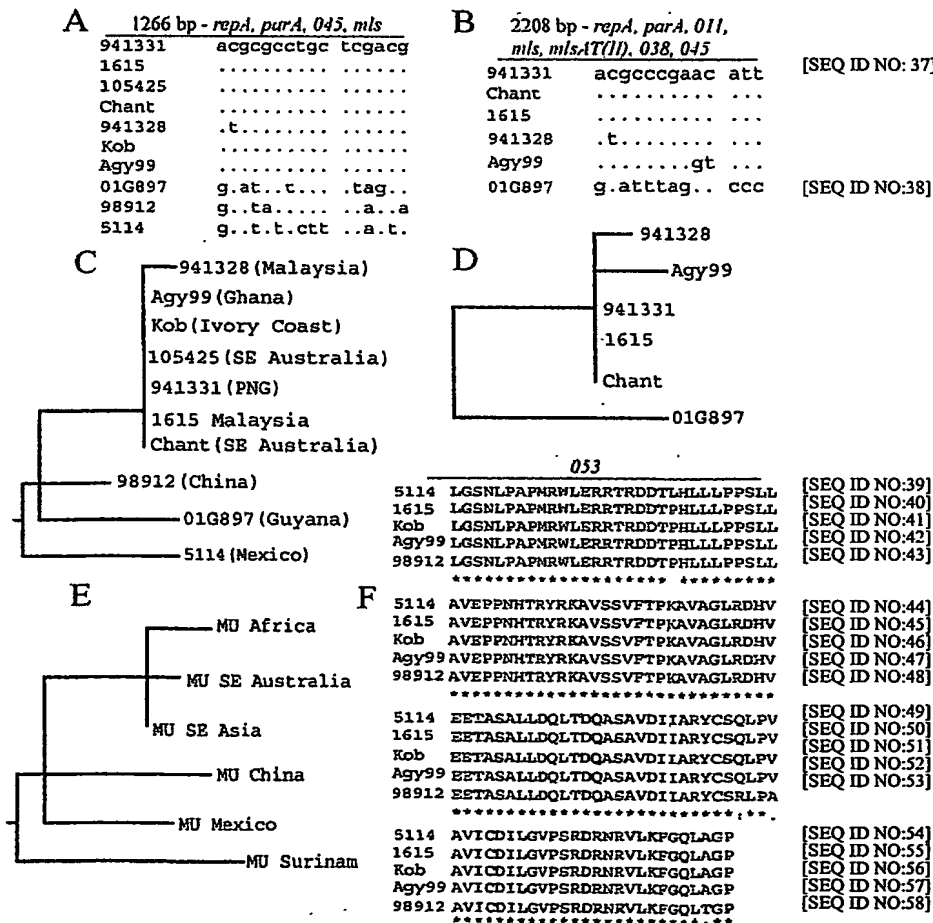 A
1266 bp - repA, parA, 045, mls
941331 acgcgcctgc tcgacg
1615 .......... ......
105425 .......... ......
Chant .......... ......
941328 .t........ ......
Kob .......... ......
Agy99 .......... ......
01G897 g.at..t... .tag..
98912 g..ta..... ..a..a
5114 g..t.t.ctt ..a.t.
B
2208 bp - repA, parA, 011,
mls, mlsAT(II), 038, 045
941331 acgcccgaac att [SEQ ID NO: 37]
Chant .......... ...
1615 .......... ...
941328 .t........ ...
Agy99 ........gt ...
01G897 g.atttag.. ccc [SEQ ID NO:38]
C
941328 (Malaysia)
Agy99 (Ghana)
Kob (Ivory Coast)
105425 (SE Australia)
941331 (PNG)
1615 Malaysia
Chant (SE Australia)
98912 (China)
01G897 (Guyana)
5114 (Mexico)
D
941328
Agy99
941331
1615
Chant
01G897
E
MU Africa
MU SE Australia
MU SE Asia
MU China
MU Mexico
MU Surinam
F
053
5114 LGSNLPAPMRWLERRTRDDTLHLLLPPSLL [SEQ ID NO:39]
1615 LGSNLPAPMRWLERRTRDDTPHLLLPPSLL [SEQ ID NO:40]
Kob LGSNLPAPMRWLERRTRDDTPHLLLPPSLL [SEQ ID NO:41]
Agy99 LGSNLPAPMRWLERRTRDDTPHLLLPPSLL [SEQ ID NO:42]
98912 LGSNLPAPMRWLERRTRDDTPHLLLPPSLL [SEQ ID NO:43]
******************** *********
5114 AVEPPNHTRYRKAVSSVFTPKAVAGLRDHV [SEQ ID NO:44]
1615 AVEPPNHTRYRKAVSSVFTPKAVAGLRDHV [SEQ ID NO:45]
Kob AVEPPNHTRYRKAVSSVFTPKAVAGLRDHV [SEQ ID NO:46]
Agy99 AVEPPNHTRYRKAVSSVFTPKAVAGLRDHV [SEQ ID NO:47]
98912 AVEPPNHTRYRKAVSSVFTPKAVAGLRDHV [SEQ ID NO:48]
******************************
5114 EETASALLDQLTDQASAVDIIARYCSQLPV [SEQ ID NO:49]
1615 EETASALLDQLTDQASAVDIIARYCSQLPV [SEQ ID NO:50]
Kob EETASALLDQLTDQASAVDIIARYCSQLPV [SEQ ID NO:51]
Agy99 EETASALLDQLTDQASAVDIIARYCSQLPV [SEQ ID NO:52]
98912 EETASALLDQLTDQASAVDIIARYCSRLPA [SEQ ID NO:53]
**************************:**.
5114 AVICDILGVPSRDRNRVLKFGQLAGP [SEQ ID NO:54]
1615 AVICDILGVPSRDRNRVLKFGQLAGP [SEQ ID NO:55]
Kob AVICDILGVPSRDRNRVLKFGQLAGP [SEQ ID NO:56]
Agy99 AVICDILGVPSRDRNRVLKFGQLAGP [SEQ ID NO:57]
98912 AVICDILGVPSRDRNRVLKFGQLTGP [SEQ ID NO:58]
***********************.**